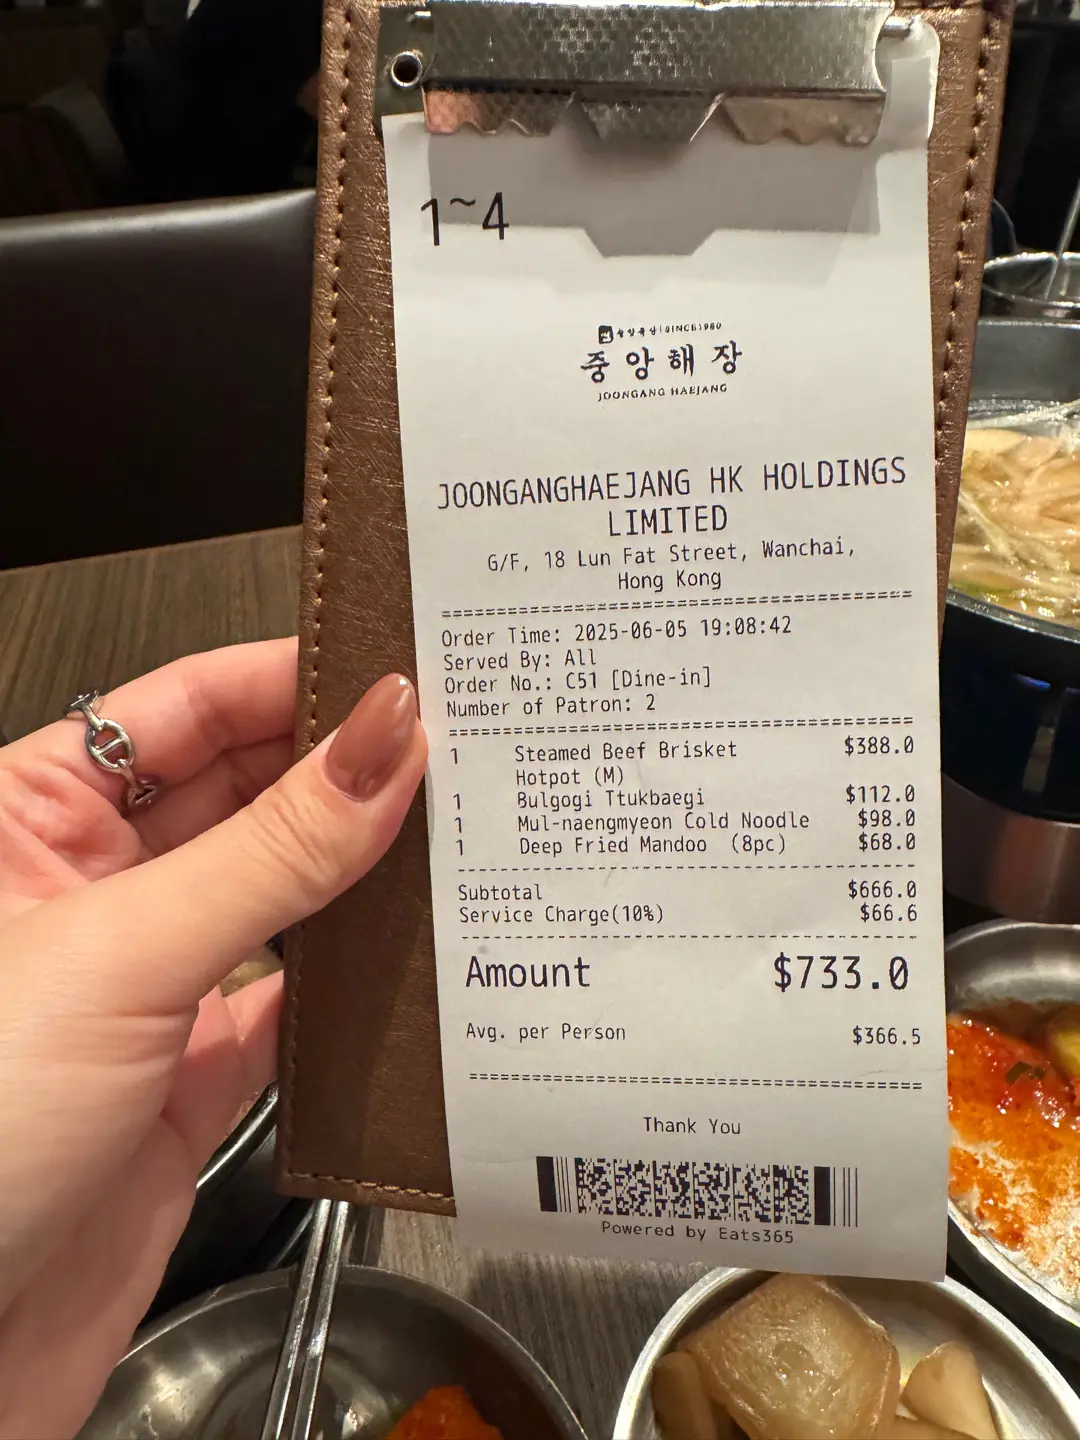 1~4
중앙해장
JOONGANG HAEJANG
JOONGANGHAEJANG HK HOLDINGS
LIMITED
G/F, 18 Lun Fat Street, Wanchai,
Hong Kong
Order Time: 2025-06-05 19:08:42
Served By: All
Order No.: C51 [Dine-in]
Number of Patron: 2
1 Steamed Beef Brisket $388.0
Hotpot (M)
1 Bulgogi Ttukbaegi $112.0
1 Mul-naengmyeon Cold Noodle $98.0
1 Deep Fried Mandoo (8pc) $68.0
Subtotal $666.0
Service Charge(10%) $66.6
Amount $733.0
Avg. per Person $366.5
Thank You
Powered by Eats365